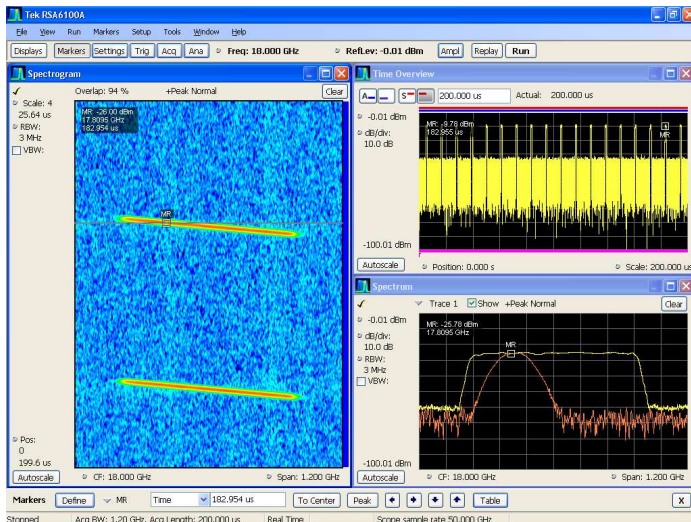 Tek RSA6100A
File View Run Markers Setup Tools Window Help
Displays Markers Settings Trig Acq Ana Freq: 18.000 GHz RefLev: -0.01 dBm Ampl Replay Run
Spectrogram
Overlap: 94 % +Peak Normal Clear
Scale: 4
25.64 us
RBW:
3 MHz
VBW:
MR: -26.00 dBm
17.8095 GHz
182.954 us
MR
Pos:
0
199.6 us
Autoscale CF: 18.000 GHz Span: 1.200 GHz
Time Overview
A S 200.000 us Actual: 200.000 us
-0.01 dBm
dB/div:
10.0 dB
MR: -9.78 dBm
182.955 us
MR
-100.01 dBm
Autoscale Position: 0.000 s Scale: 200.000 us
Spectrum
Trace 1 Show +Peak Normal Clear
-0.01 dBm
dB/div:
10.0 dB
RBW:
3 MHz
VBW:
MR: -25.78 dBm
17.8095 GHz
MR
-100.01 dBm
Autoscale CF: 18.000 GHz Span: 1.200 GHz
Markers Define MR Time 182.954 us To Center Peak Table X
Stopped Acq BW: 1.20 GHz, Acq Length: 200.000 us Real Time Scope sample rate 50.000 GHz